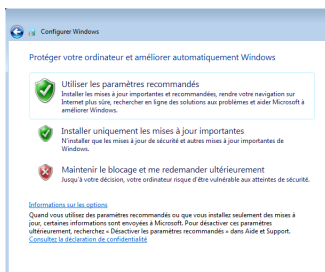 Configurer Windows
Protéger votre ordinateur et améliorer automatiquement Windows
Utiliser les paramètres recommandés
Installer les mises à jour importantes et recommandées, rendre votre navigation sur
Internet plus sûre, rechercher en ligne des solutions aux problèmes et aider Microsoft à
améliorer Windows.
Installer uniquement les mises à jour importantes
N'installer que les mises à jour de sécurité et autres mises à jour importantes de
Windows.
Maintenir le blocage et me redemander ultérieurement
Jusqu'à votre décision, votre ordinateur risque d'être vulnérable aux atteintes de sécurité.
Informations sur les options
Quand vous utilisez des paramètres recommandés ou que vous installez seulement des mises à
jour, certaines informations sont envoyées à Microsoft. Pour désactiver ces paramètres
ultérieurement, recherchez « Désactiver les paramètres recommandés » dans Aide et Support.
Consultez la déclaration de confidentialité